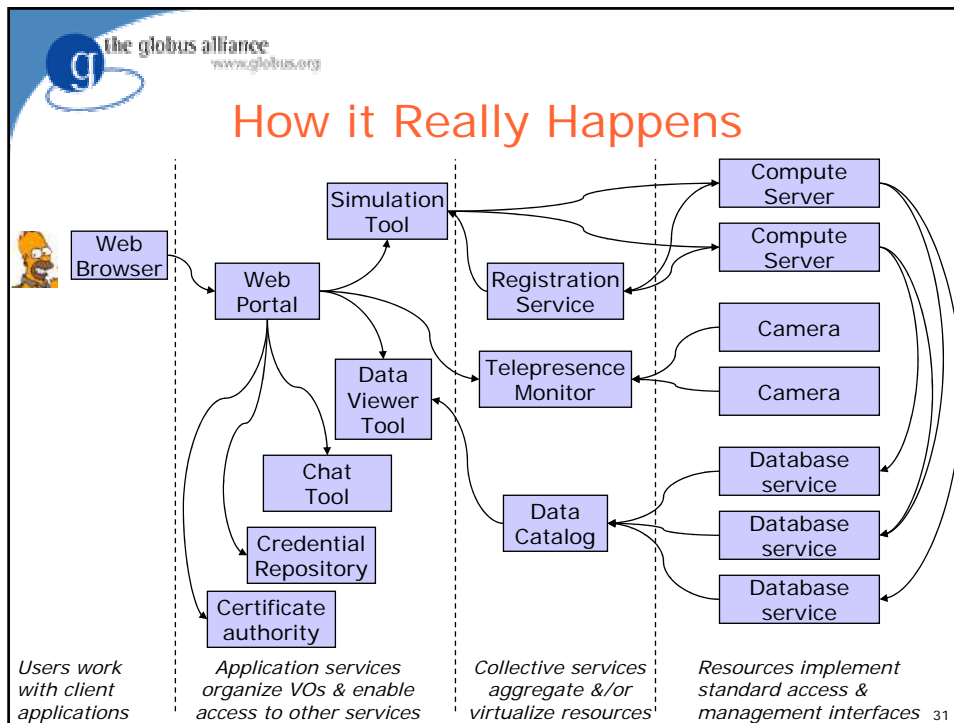 the globus alliance
www.globus.org
g
How it Really Happens
Web
Browser
Web
Portal
Simulation
Tool
Data
Viewer
Tool
Chat
Tool
Credential
Repository
Certificate
authority
Registration
Service
Telepresence
Monitor
Data
Catalog
Compute
Server
Compute
Server
Camera
Camera
Database
service
Database
service
Database
service
Users work
with client
applications
Application services
organize VOs & enable
access to other services
Collective services
aggregate &/or
virtualize resources
Resources implement
standard access &
management interfaces
31